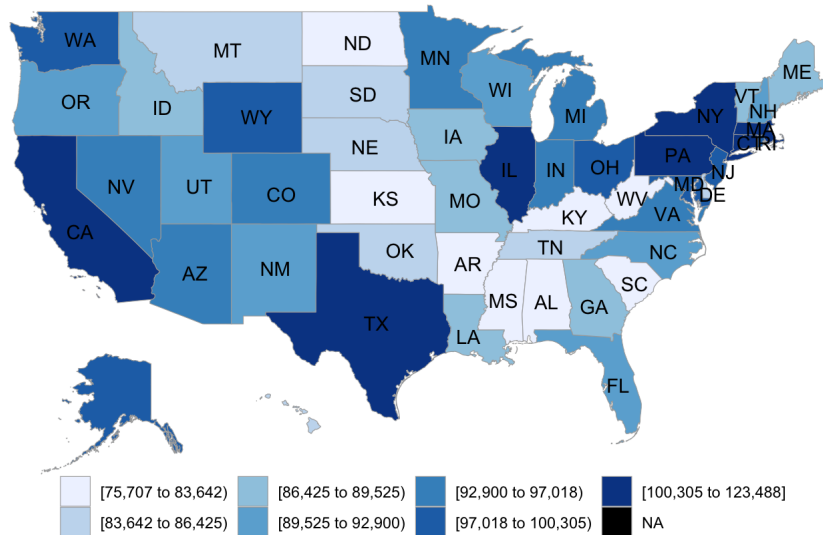 WA
MT
ND
MN
ME
OR
ID
SD
WI
VT
NH
WY
MI
NY
MA
CT
RI
IA
NE
PA
NV
UT
CO
IL
IN
OH
NJ
MD
DE
WV
KS
MO
KY
VA
CA
AZ
NM
OK
TN
NC
AR
SC
MS
AL
GA
TX
LA
FL
[75,707 to 83,642)
[86,425 to 89,525)
[92,900 to 97,018)
[100,305 to 123,488]
[83,642 to 86,425)
[89,525 to 92,900)
[97,018 to 100,305)
NA